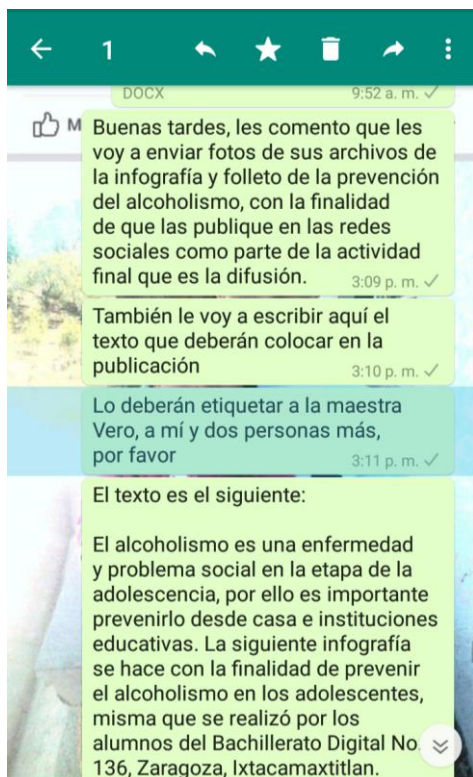 1
DOCX 9:52 a. m.
M
Buenas tardes, les comento que les
voy a enviar fotos de sus archivos de
la infografía y folleto de la prevención
del alcoholismo, con la finalidad
de que las publique en las redes
sociales como parte de la actividad
final que es la difusión. 3:09 p. m.
También le voy a escribir aquí el
texto que deberán colocar en la
publicación 3:10 p. m.
Lo deberán etiquetar a la maestra
Vero, a mí y dos personas más,
por favor 3:11 p. m.
El texto es el siguiente:
El alcoholismo es una enfermedad
y problema social en la etapa de la
adolescencia, por ello es importante
prevenirlo desde casa e instituciones
educativas. La siguiente infografía
se hace con la finalidad de prevenir
el alcoholismo en los adolescentes,
misma que se realizó por los
alumnos del Bachillerato Digital No.
136, Zaragoza, Ixtacamaxtitlan.